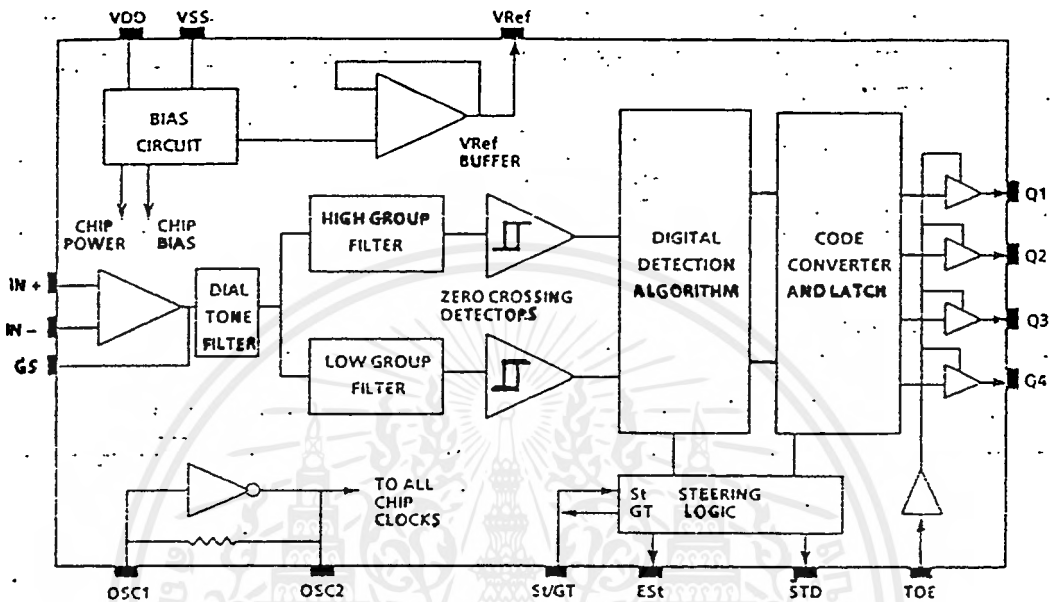 VDD
VSS
VRef
BIAS
CIRCUIT
VRef
BUFFER
CHIP
POWER
CHIP
BIAS
IN +
IN -
GS
DIAL
TONE
FILTER
HIGH GROUP
FILTER
LOW GROUP
FILTER
ZERO CROSSING
DETECTORS
DIGITAL
DETECTION
ALGORITHM
CODE
CONVERTER
AND LATCH
Q1
Q2
Q3
Q4
TO ALL
CHIP
CLOCKS
St
GT
STEERING
LOGIC
OSC1
OSC2
St/GT
ESt
STD
TOE